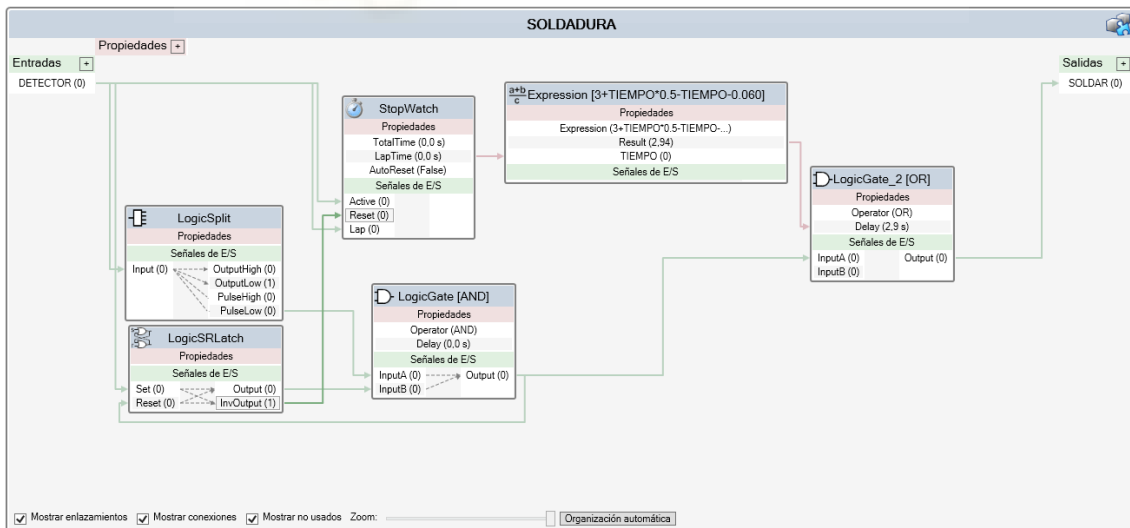 SOLDADURA
Propiedades +
Entradas +
DETECTOR (0)
Salidas +
SOLDAR (0)
StopWatch
Propiedades
TotalTime (0,0 s)
LapTime (0,0 s)
AutoReset (False)
Señales de E/S
Active (0)
Reset (0)
Lap (0)
a+b
c
Expression [3+TIEMPO*0.5-TIEMPO-0.060]
Propiedades
Expression (3+TIEMPO*0.5-TIEMPO-...)
Result (2,94)
TIEMPO (0)
Señales de E/S
LogicGate_2 [OR]
Propiedades
Operator (OR)
Delay (2,9 s)
Señales de E/S
InputA (0) Output (0)
InputB (0)
LogicSplit
Propiedades
Señales de E/S
Input (0) OutputHigh (0)
OutputLow (1)
PulseHigh (0)
PulseLow (0)
LogicGate [AND]
Propiedades
Operator (AND)
Delay (0,0 s)
Señales de E/S
InputA (0) Output (0)
InputB (0)
LogicSRLatch
Propiedades
Señales de E/S
Set (0) Output (0)
Reset (0) InvOutput (1)
Mostrar enlazamientos Mostrar conexiones Mostrar no usados Zoom: Organización automática